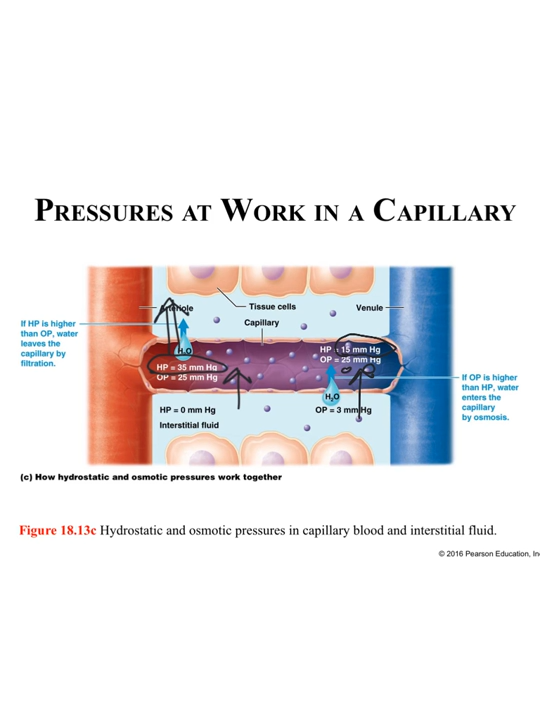 PRESSURES AT WORK IN A CAPILLARY
Arteriole
Tissue cells
Venule
Capillary
If HP is higher
than OP, water
leaves the
capillary by
filtration.
H₂O
HP = 35 mm Hg
OP = 25 mm Hg
HP = 15 mm Hg
OP = 25 mm Hg
If OP is higher
than HP, water
enters the
capillary
by osmosis.
H₂O
HP = 0 mm Hg
OP = 3 mm Hg
Interstitial fluid
(c) How hydrostatic and osmotic pressures work together
Figure 18.13c Hydrostatic and osmotic pressures in capillary blood and interstitial fluid.
© 2016 Pearson Education, In